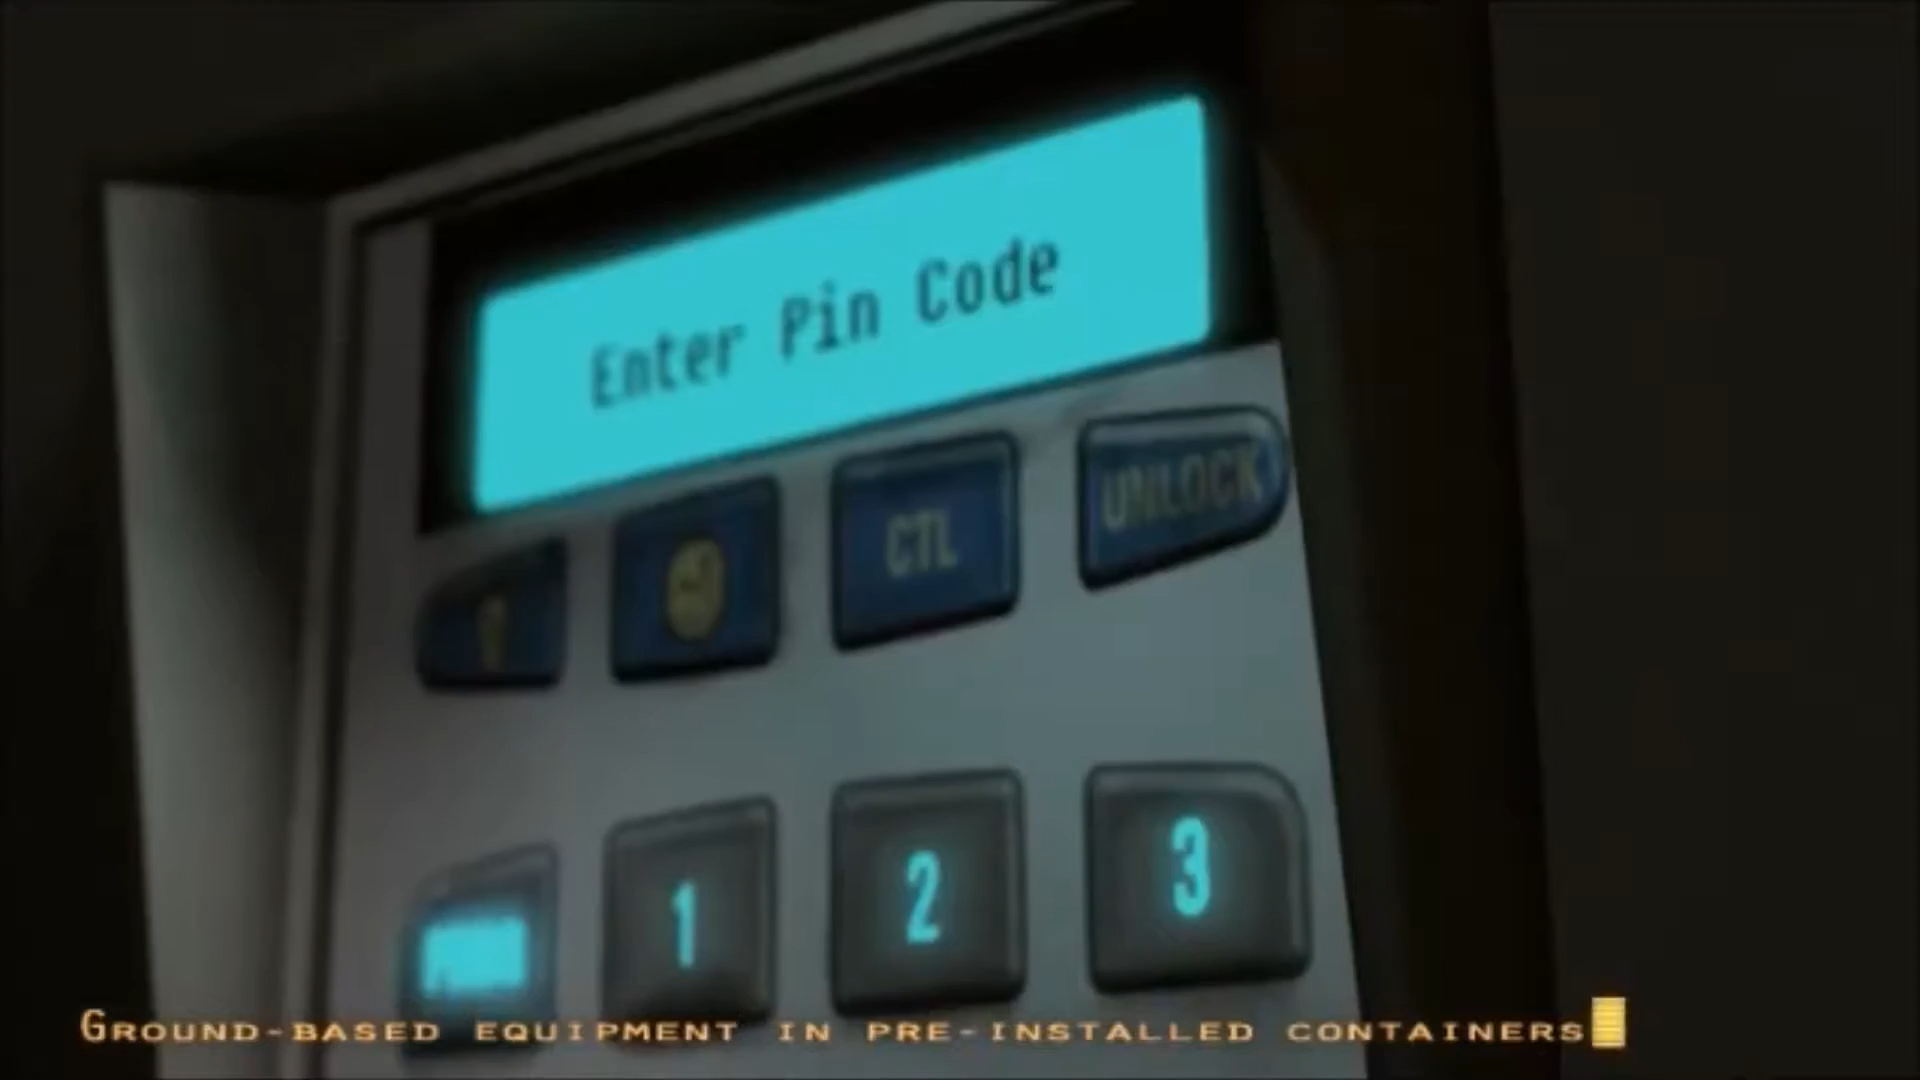 Enter Pin Code
CTL
UNLOCK
1 2 3
GROUND-BASED EQUIPMENT IN PRE-INSTALLED CONTAINERS